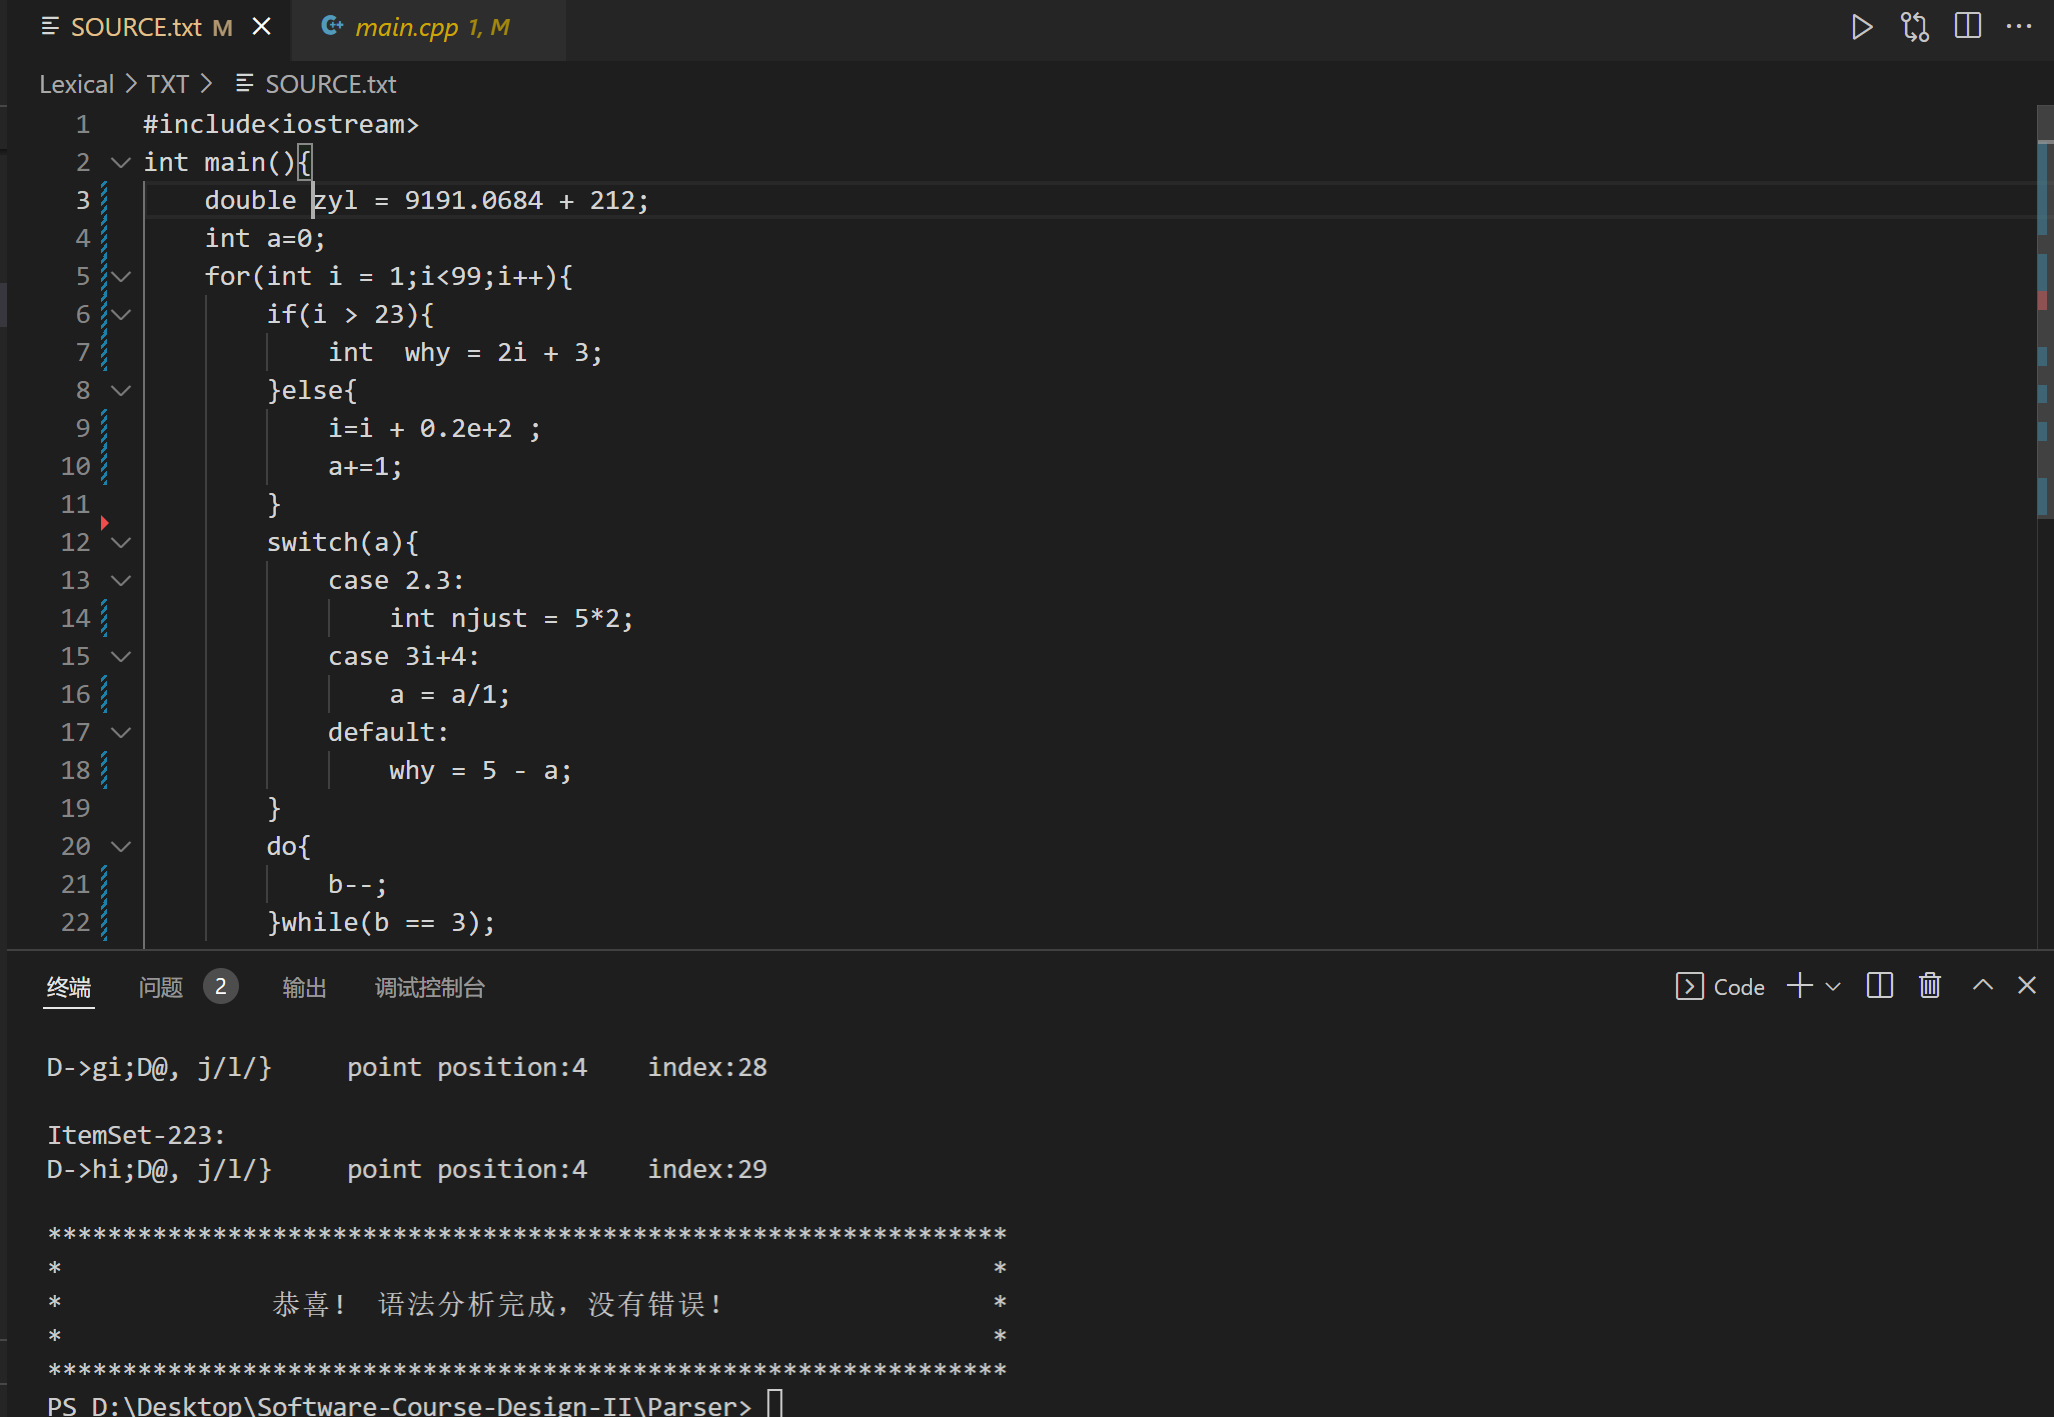 SOURCE.txt M main.cpp 1, M
Lexical > TXT > SOURCE.txt
1 #include<iostream>
2 int main(){
3 double zyl = 9191.0684 + 212;
4 int a=0;
5 for(int i = 1;i<99;i++){
6 if(i > 23){
7 int  why = 2i + 3;
8 }else{
9 i=i + 0.2e+2 ;
10 a+=1;
11 }
12 switch(a){
13 case 2.3:
14 int njust = 5*2;
15 case 3i+4:
16 a = a/1;
17 default:
18 why = 5 - a;
19 }
20 do{
21 b--;
22 }while(b == 3);
终端 问题 2 输出 调试控制台 Code
D->gi;D@, j/l/} point position:4 index:28
ItemSet-223:
D->hi;D@, j/l/} point position:4 index:29
****************************************************************
* *
* 恭喜! 语法分析完成，没有错误! *
* *
****************************************************************
PS D:\Desktop\Software-Course-Design-II\Parser>